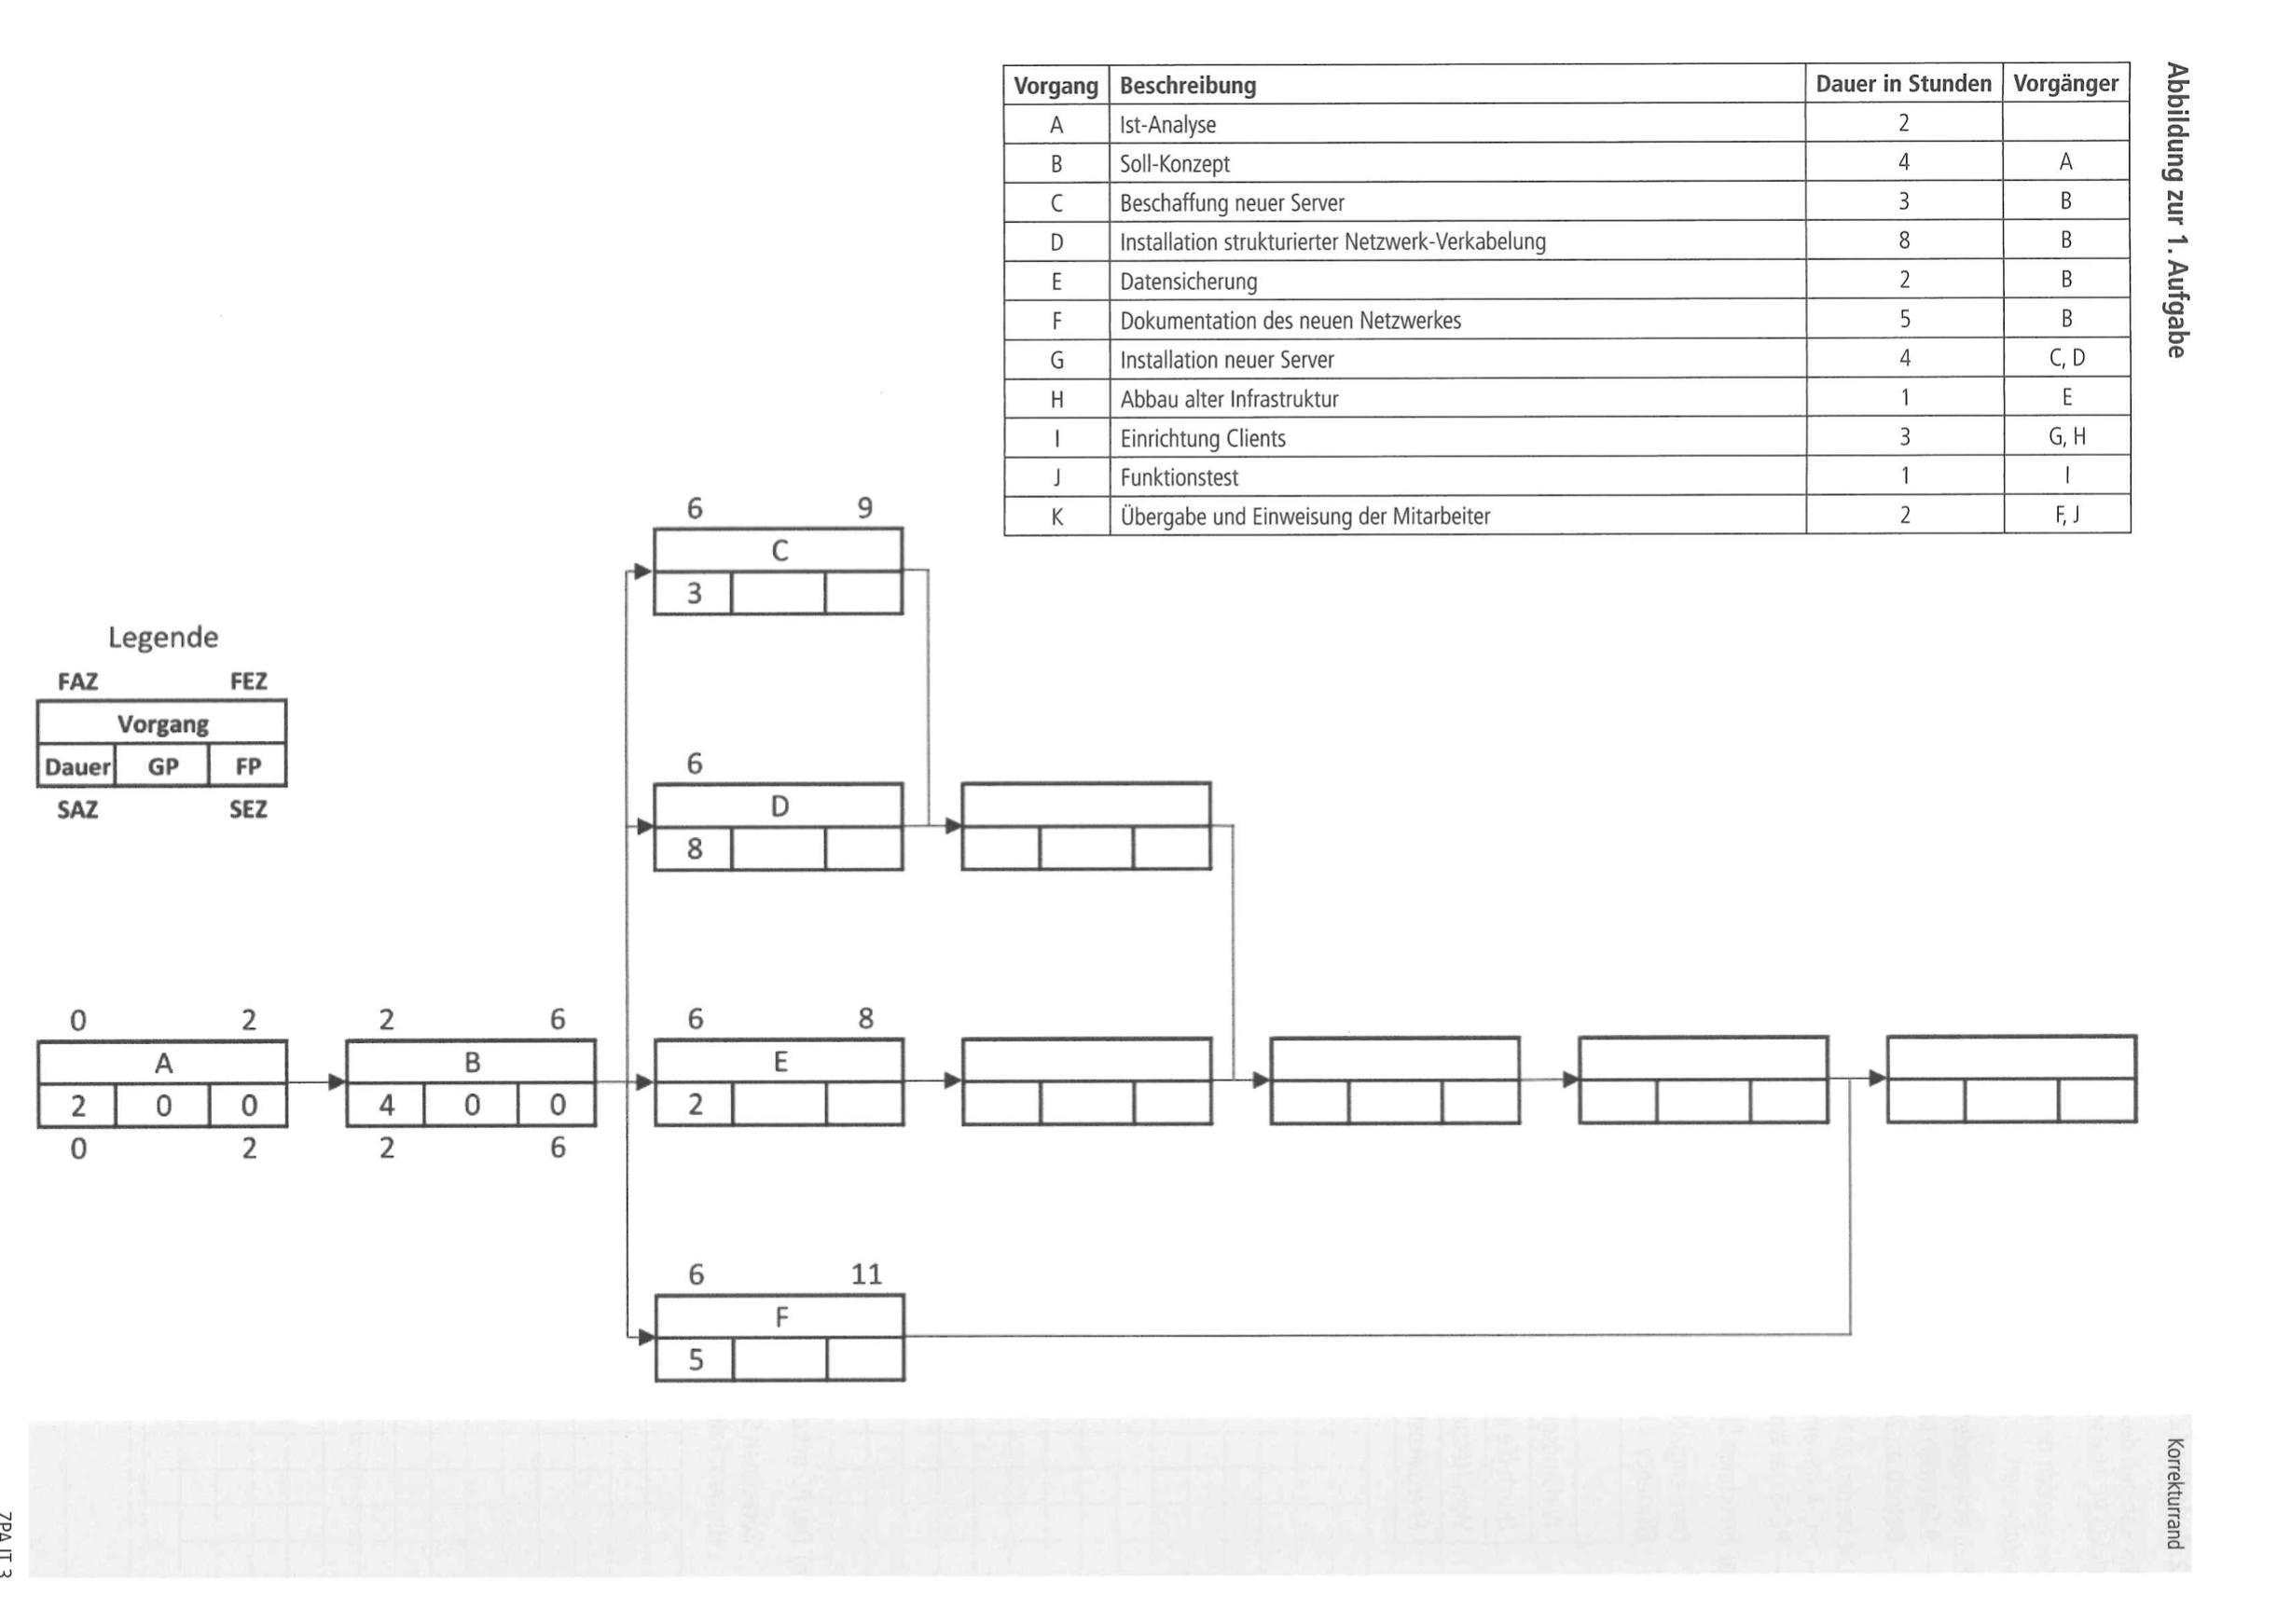 Abbildung zur 1. Aufgabe
Vorgang Beschreibung Dauer in Stunden Vorgänger
A Ist-Analyse 2
B Soll-Konzept 4 A
C Beschaffung neuer Server 3 B
D Installation strukturierter Netzwerk-Verkabelung 8 B
E Datensicherung 2 B
F Dokumentation des neuen Netzwerkes 5 B
G Installation neuer Server 4 C, D
H Abbau alter Infrastruktur 1 E
I Einrichtung Clients 3 G, H
J Funktionstest 1 I
K Übergabe und Einweisung der Mitarbeiter 2 F, J
6 9
C
3
Legende
FAZ FEZ
Vorgang
Dauer GP FP
SAZ SEZ
6
D
8
0 2
A
2 0 0
0 2
2 6
B
4 0 0
2 6
6 8
E
2
6 11
F
5
Korrekturrand
ZPA IT 3